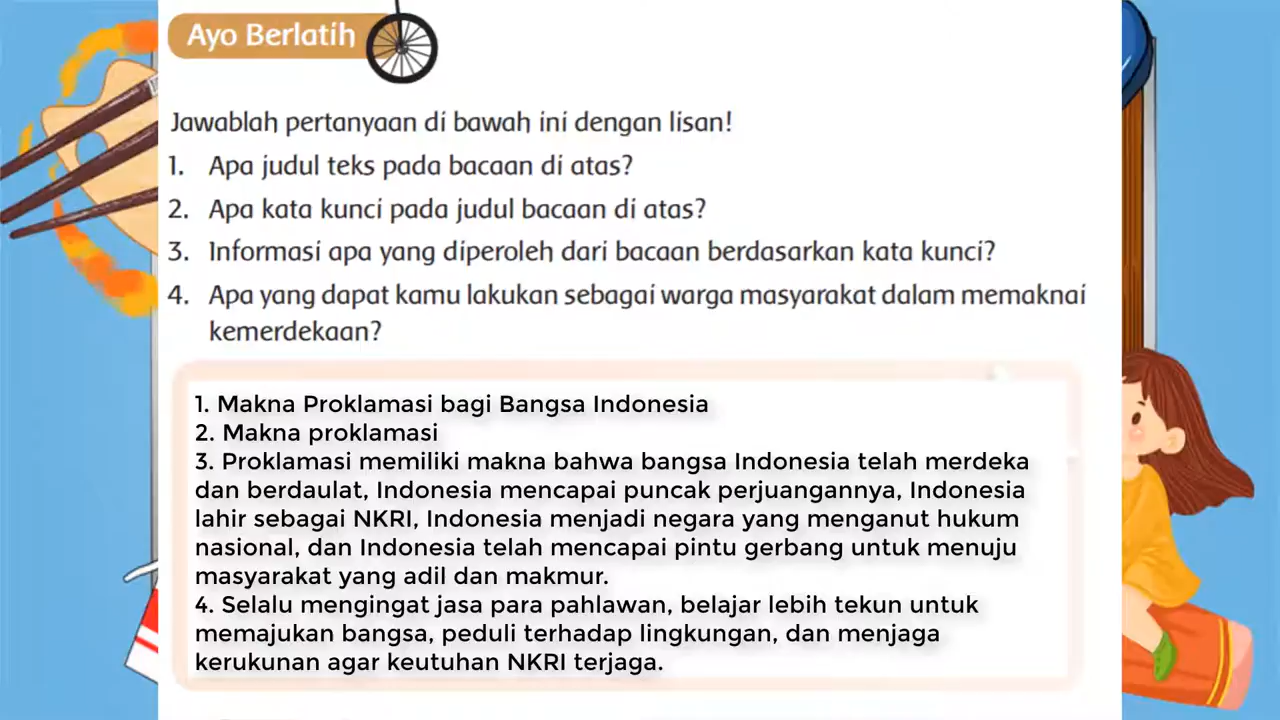 Ayo Berlatih
Jawablah pertanyaan di bawah ini dengan lisan!
1. Apa judul teks pada bacaan di atas?
2. Apa kata kunci pada judul bacaan di atas?
3. Informasi apa yang diperoleh dari bacaan berdasarkan kata kunci?
4. Apa yang dapat kamu lakukan sebagai warga masyarakat dalam memaknai
kemerdekaan?
1. Makna Proklamasi bagi Bangsa Indonesia
2. Makna proklamasi
3. Proklamasi memiliki makna bahwa bangsa Indonesia telah merdeka
dan berdaulat, Indonesia mencapai puncak perjuangannya, Indonesia
lahir sebagai NKRI, Indonesia menjadi negara yang menganut hukum
nasional, dan Indonesia telah mencapai pintu gerbang untuk menuju
masyarakat yang adil dan makmur.
4. Selalu mengingat jasa para pahlawan, belajar lebih tekun untuk
memajukan bangsa, peduli terhadap lingkungan, dan menjaga
kerukunan agar keutuhan NKRI terjaga.